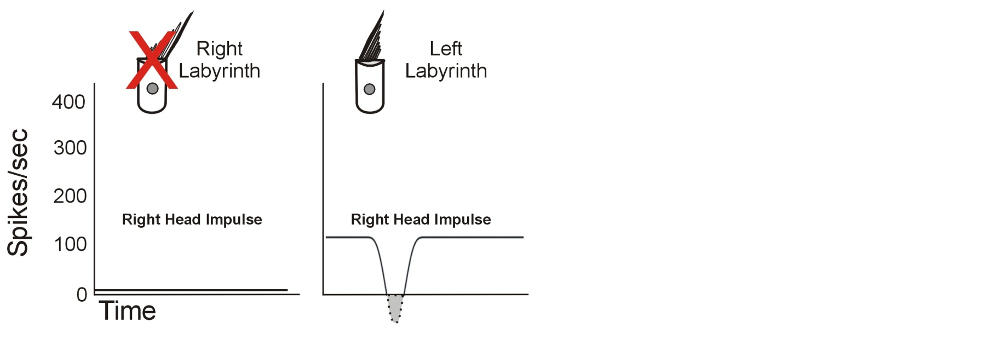 Right
Labyrinth
Left
Labyrinth
400
300
200
100
0
Spikes/sec
Right Head Impulse
Right Head Impulse
Time